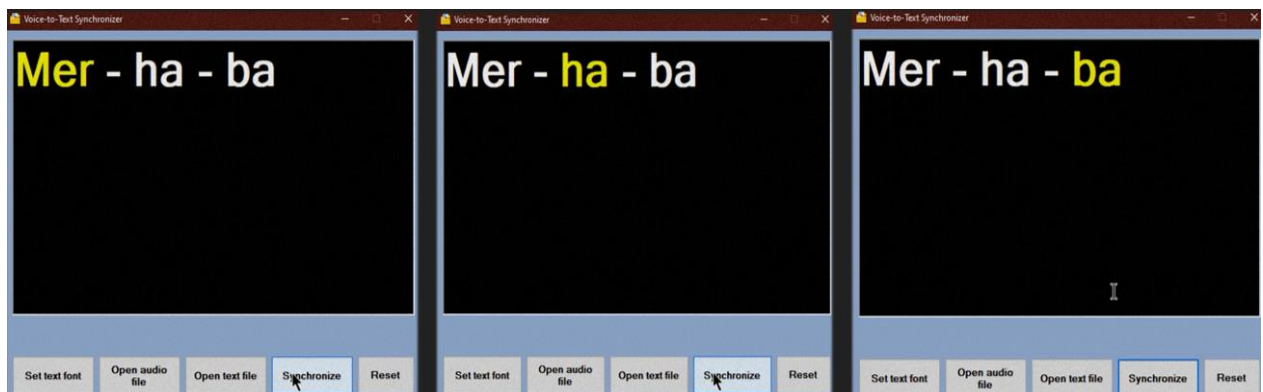 Voice-to-Text Synchronizer
Mer - ha - ba
Set text font
Open audio
file
Open text file
Synchronize
Reset
Voice-to-Text Synchronizer
Mer - ha - ba
Set text font
Open audio
file
Open text file
Synchronize
Reset
Voice-to-Text Synchronizer
Mer - ha - ba
Set text font
Open audio
file
Open text file
Synchronize
Reset